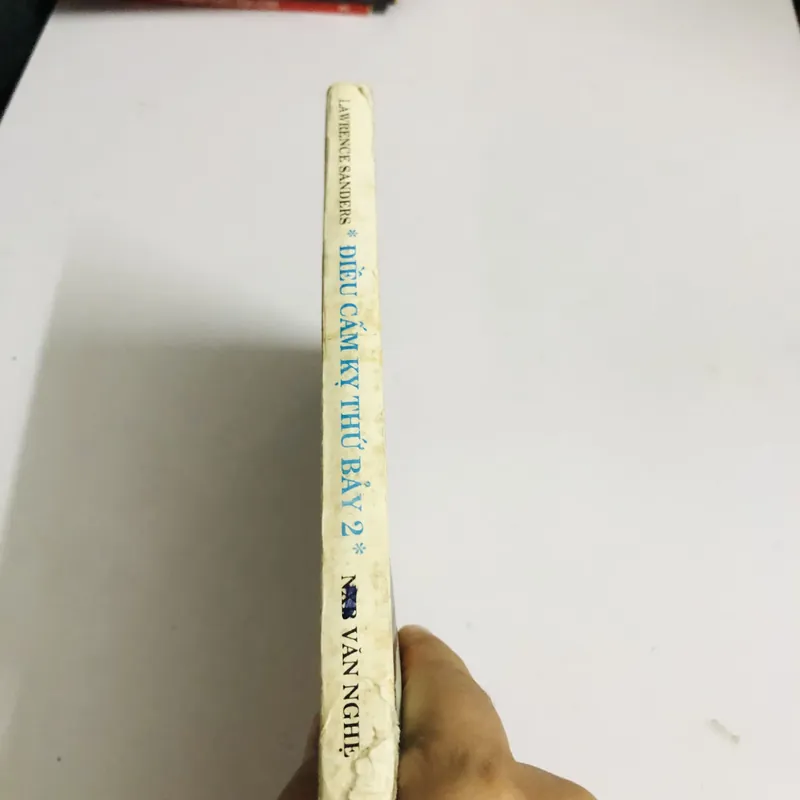 LAWRENCE SANDERS * ĐIỀU CẤM KỴ THỨ BẢY 2 * NXB VĂN NGHỆ